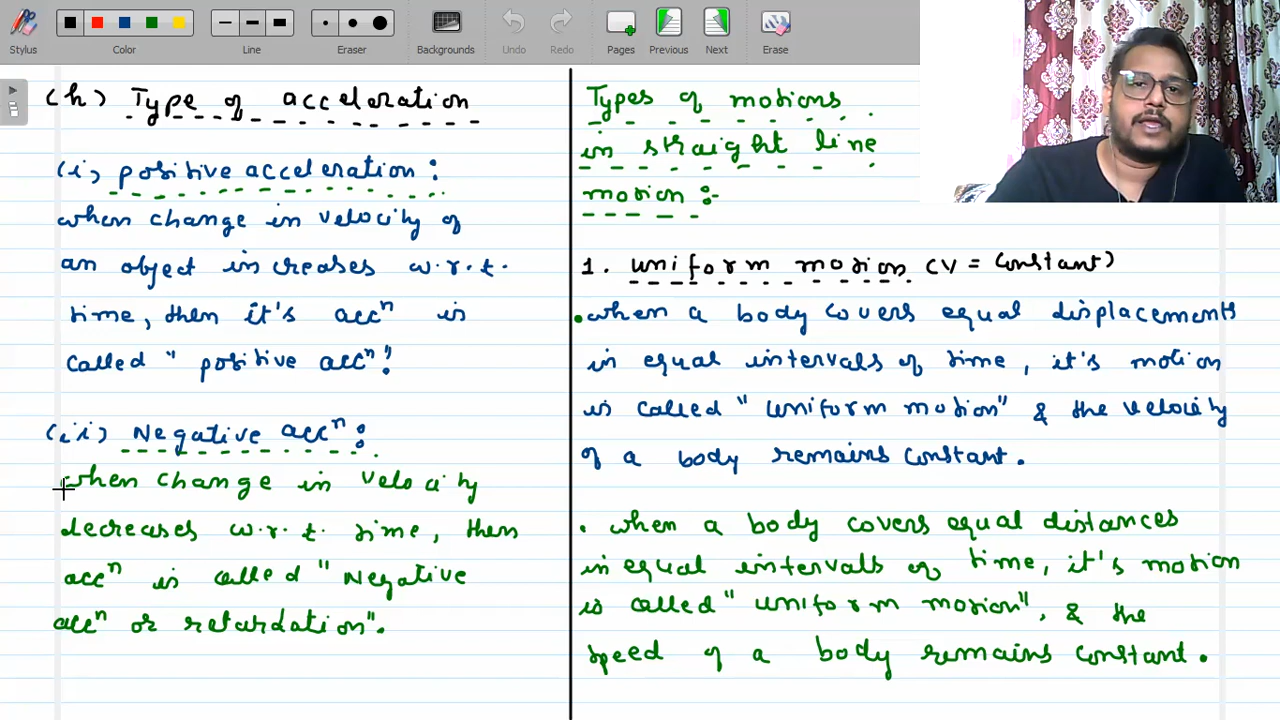 Stylus
Color
Line
Eraser
Backgrounds
Undo
Redo
Pages
Previous
Next
Erase
(h) Type of acceleration
(i) positive acceleration :
when change in velocity of
an object increases w.r.t.
time, then it's accⁿ is
called " positive accⁿ"
(ii) Negative accⁿ :
when change in velocity
decreases w.r.t. time, then
accⁿ is called " Negative
accⁿ or retardation".
Types of motions
in straight line
motion :-
1. uniform motion (V = constant)
• when a body covers equal displacements
in equal intervals of time, it's motion
is called " uniform motion" & the velocity
of a body remains constant.
• when a body covers equal distances
in equal intervals of time, it's motion
is called " uniform motion", & the
speed of a body remains constant.